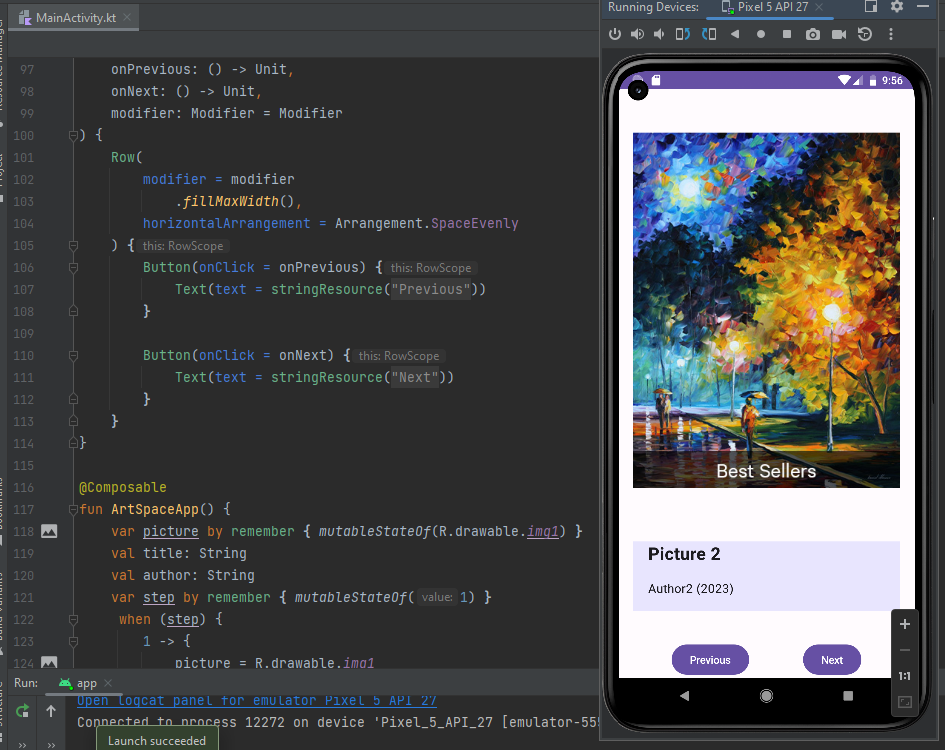 MainActivity.kt
Running Devices:
Pixel 5 API 27
97 onPrevious: () -> Unit,
98 onNext: () -> Unit,
99 modifier: Modifier = Modifier
100 ) {
101 Row(
102 modifier = modifier
103 .fillMaxWidth(),
104 horizontalArrangement = Arrangement.SpaceEvenly
105 ) { this: RowScope
106 Button(onClick = onPrevious) { this: RowScope
107 Text(text = stringResource("Previous"))
108 }
109
110 Button(onClick = onNext) { this: RowScope
111 Text(text = stringResource("Next"))
112 }
113 }
114 }
115
116 @Composable
117 fun ArtSpaceApp() {
118 var picture by remember { mutableStateOf(R.drawable.img1) }
119 val title: String
120 val author: String
121 var step by remember { mutableStateOf( value: 1) }
122 when (step) {
123 1 -> {
124 picture = R.drawable.img1
9:56
Best Sellers
Picture 2
Author2 (2023)
Previous
Next
1:1
Run:
app
Open logcat panel for emulator Pixel 5 API 27
Connected to process 12272 on device 'Pixel_5_API_27 [emulator-555
Launch succeeded